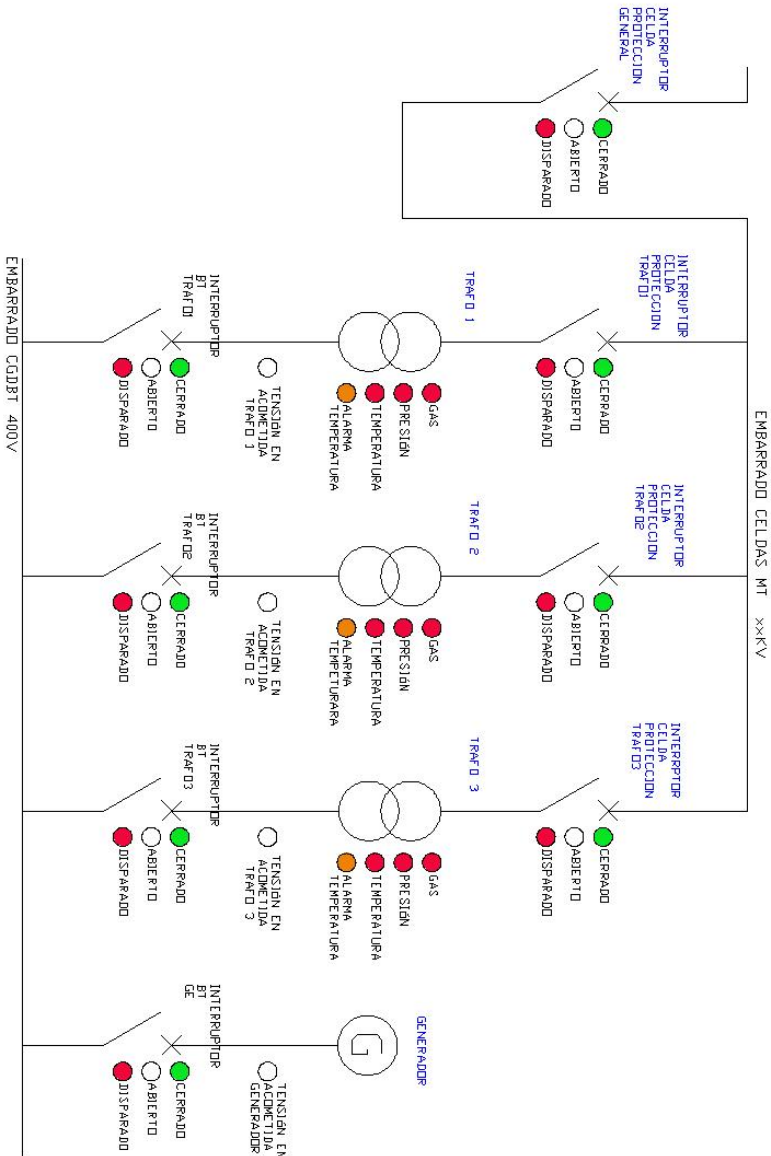 INTERRUPTOR
CELDA
PROTECCION
GENERAL
CERRADO
ABIERTO
DISPARADO
EMBARRADO CELDAS MT xxKV
INTERRUPTOR
CELDA
PROTECCION
TRAFO1
CERRADO
ABIERTO
DISPARADO
INTERRUPTOR
CELDA
PROTECCION
TRAFO2
CERRADO
ABIERTO
DISPARADO
INTERRPTOR
CELDA
PROTECCION
TRAFO3
CERRADO
ABIERTO
DISPARADO
TRAFO 1
GAS
PRESIÓN
TEMPERATURA
ALARMA
TEMPERATURA
TRAFO 2
GAS
PRESIÓN
TEMPERATURA
ALARMA
TEMPETURARA
TRAFO 3
GAS
PRESIÓN
TEMPERATURA
ALARMA
TEMPERATURA
GENERADOR
G
TENSIÓN EN
ACOMETIDA
TRAFO 1
TENSIÓN EN
ACOMETIDA
TRAFO 2
TENSIÓN EN
ACOMETIDA
TRAFO 3
TENSIÓN EN
ACOMETIDA
GENERADOR
INTERRUPTOR
BT
TRAFO1
CERRADO
ABIERTO
DISPARADO
INTERRUPTOR
BT
TRAFO2
CERRADO
ABIERTO
DISPARADO
INTERRUPTOR
BT
TRAFO3
CERRADO
ABIERTO
DISPARADO
INTERRUPTOR
BT
GE
CERRADO
ABIERTO
DISPARADO
EMBARRADO CGDBT 400V